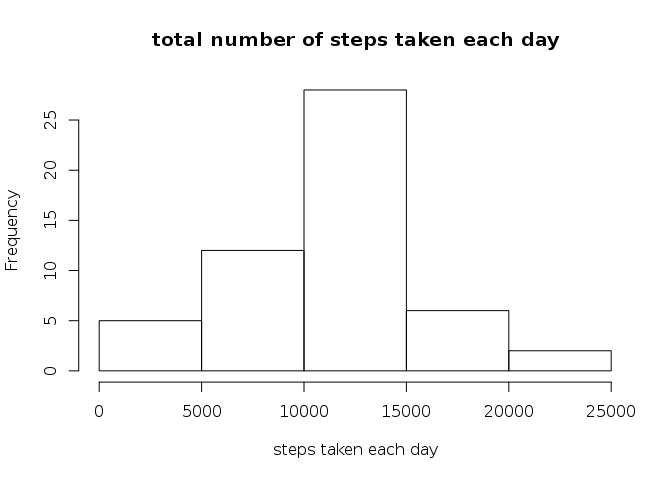 total number of steps taken each day
Frequency
25
20
15
10
5
0
0 5000 10000 15000 20000 25000
steps taken each day